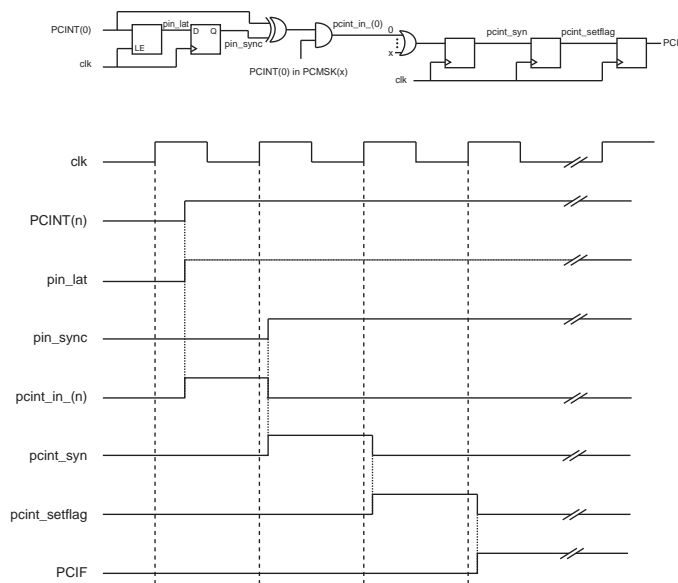 PCINT(0)
pin_lat
LE
D Q
pin_sync
clk
PCINT(0) in PCMSK(x)
pcint_in_(0)
0
x
clk
pcint_syn
pcint_setflag
clk
PCINT(n)
pin_lat
pin_sync
pcint_in_(n)
pcint_syn
pcint_setflag
PCIF